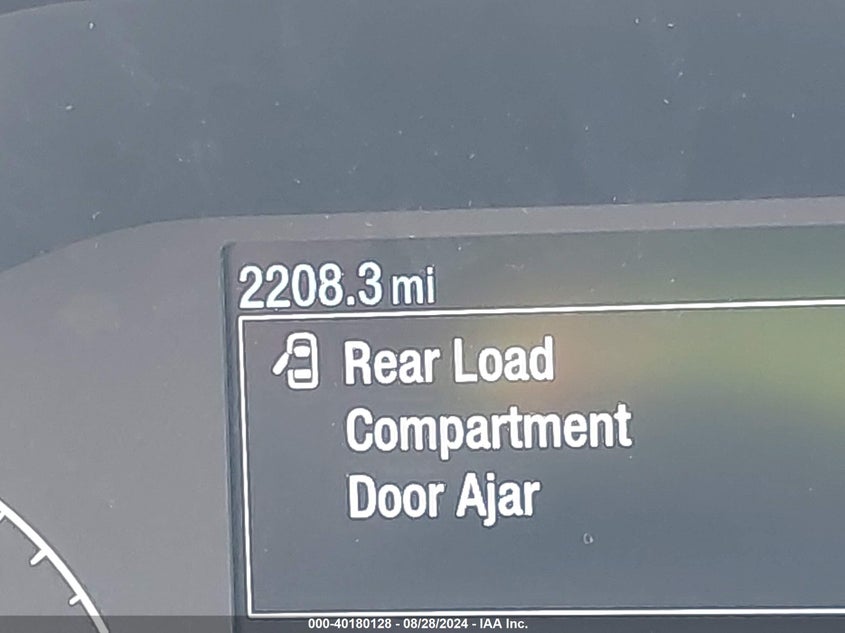 2208.3 mi
Rear Load
Compartment
Door Ajar
000-40180128 - 08/28/2024 - IAA Inc.